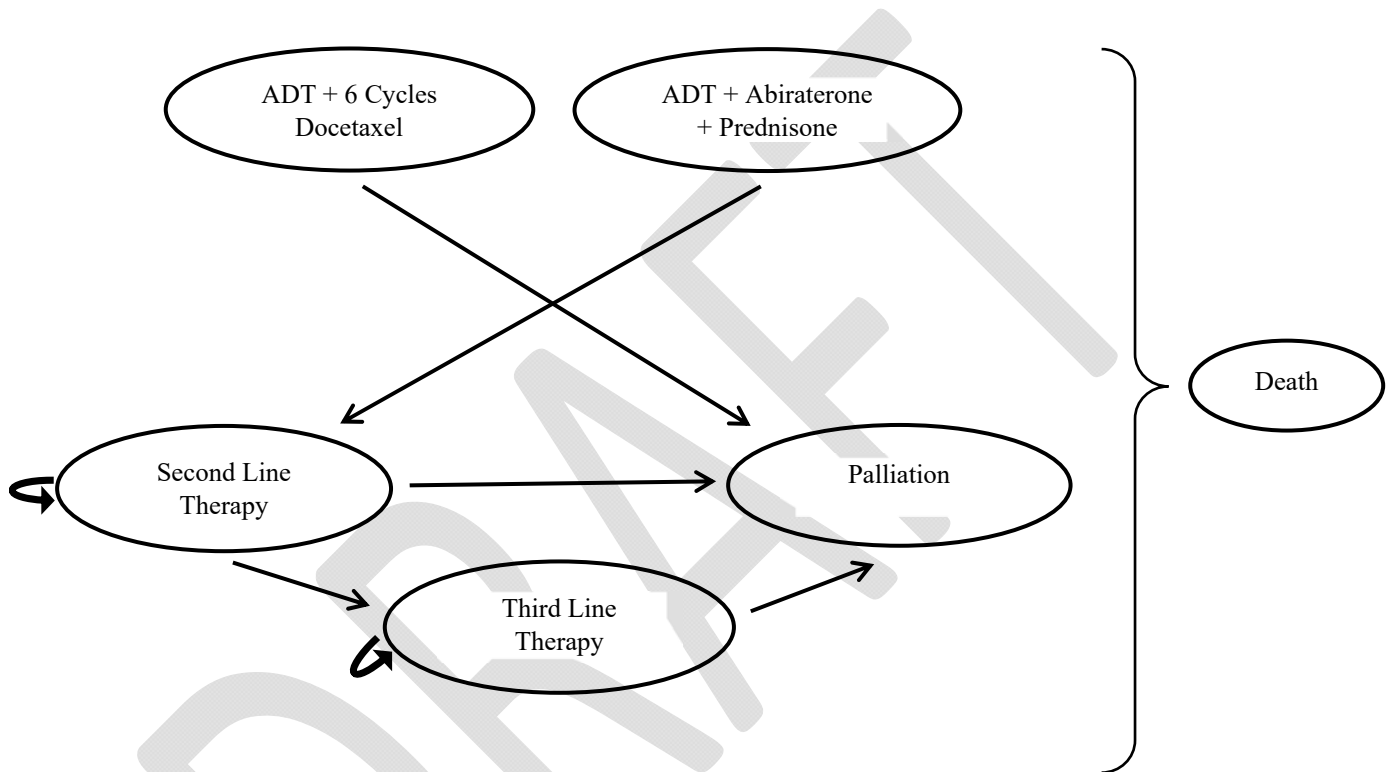 ADT + 6 Cycles
Docetaxel
ADT + Abiraterone
+ Prednisone
Death
Second Line
Therapy
Palliation
Third Line
Therapy
DRAFT